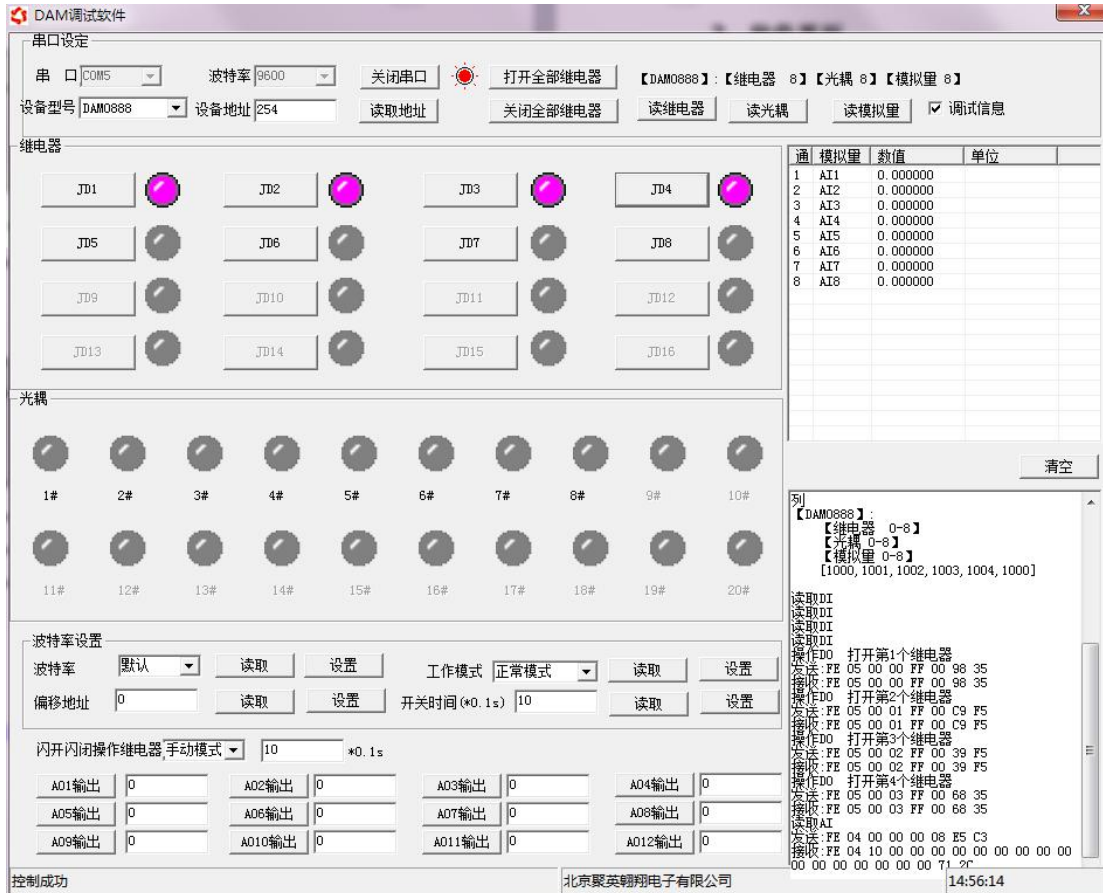 DAM调试软件
串口设定
串 口 COM5 波特率 9600 关闭串口 打开全部继电器 【DAM0888】:【继电器 8】【光耦 8】【模拟量 8】
设备型号 DAM0888 设备地址 254 读取地址 关闭全部继电器 读继电器 读光耦 读模拟量 调试信息
继电器
JD1 JD2 JD3 JD4
JD5 JD6 JD7 JD8
JD9 JD10 JD11 JD12
JD13 JD14 JD15 JD16
通 模拟量 数值 单位
1 AI1 0.000000
2 AI2 0.000000
3 AI3 0.000000
4 AI4 0.000000
5 AI5 0.000000
6 AI6 0.000000
7 AI7 0.000000
8 AI8 0.000000
光耦
1# 2# 3# 4# 5# 6# 7# 8# 9# 10#
11# 12# 13# 14# 15# 16# 17# 18# 19# 20#
清空
列
【DAM0888】:
【继电器 0-8】
【光耦 0-8】
【模拟量 0-8】
[1000,1001,1002,1003,1004,1000]
读取DI
读取DI
读取DI
读取DI
操作DO 打开第1个继电器
发送:FE 05 00 00 FF 00 98 35
接收:FE 05 00 00 FF 00 98 35
操作DO 打开第2个继电器
发送:FE 05 00 01 FF 00 C9 F5
接收:FE 05 00 01 FF 00 C9 F5
操作DO 打开第3个继电器
发送:FE 05 00 02 FF 00 39 F5
接收:FE 05 00 02 FF 00 39 F5
操作DO 打开第4个继电器
发送:FE 05 00 03 FF 00 68 35
接收:FE 05 00 03 FF 00 68 35
读取AI
发送:FE 04 00 00 00 08 E5 C3
接收:FE 04 10 00 00 00 00 00 00 00 00 00 00
00 00 00 00 00 00 71 2C
波特率设置
波特率 默认 读取 设置 工作模式 正常模式 读取 设置
偏移地址 0 读取 设置 开关时间(*0.1s) 10 读取 设置
闪开闪闭操作继电器 手动模式 10 *0.1s
AO1输出 0 AO2输出 0 AO3输出 0 AO4输出 0
AO5输出 0 AO6输出 0 AO7输出 0 AO8输出 0
AO9输出 0 AO10输出 0 AO11输出 0 AO12输出 0
控制成功 北京聚英翱翔电子有限公司 14:56:14